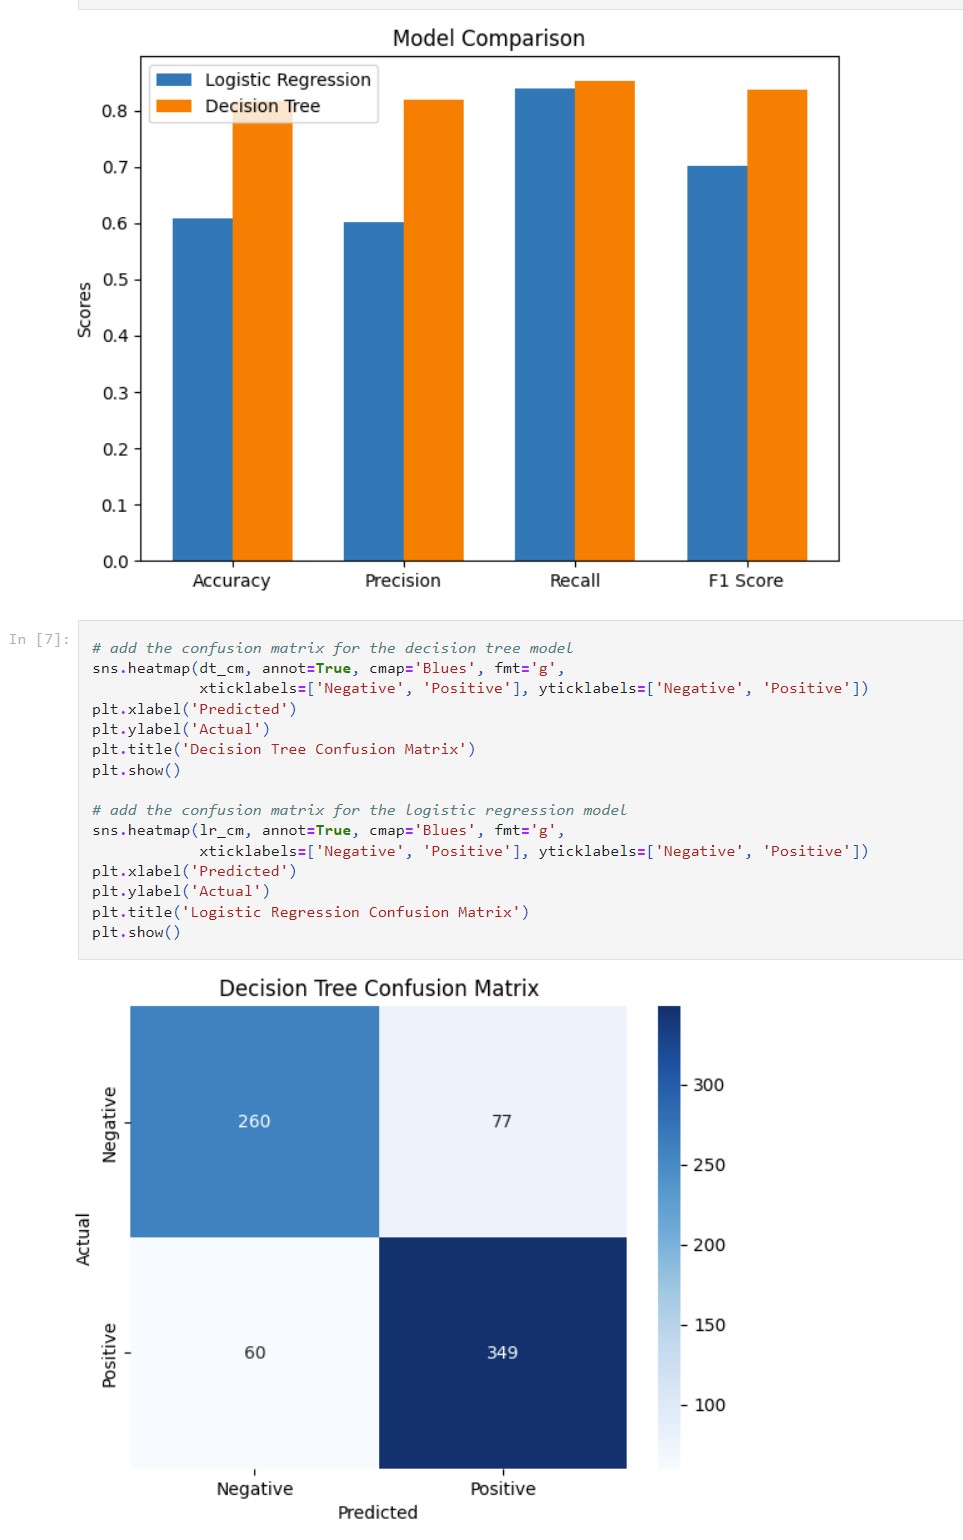 Model Comparison
Logistic Regression
Decision Tree
Scores
0.8
0.7
0.6
0.5
0.4
0.3
0.2
0.1
0.0
Accuracy Precision Recall F1 Score
In [7]:
# add the confusion matrix for the decision tree model
sns.heatmap(dt_cm, annot=True, cmap='Blues', fmt='g',
            xticklabels=['Negative', 'Positive'], yticklabels=['Negative', 'Positive'])
plt.xlabel('Predicted')
plt.ylabel('Actual')
plt.title('Decision Tree Confusion Matrix')
plt.show()
# add the confusion matrix for the logistic regression model
sns.heatmap(lr_cm, annot=True, cmap='Blues', fmt='g',
            xticklabels=['Negative', 'Positive'], yticklabels=['Negative', 'Positive'])
plt.xlabel('Predicted')
plt.ylabel('Actual')
plt.title('Logistic Regression Confusion Matrix')
plt.show()
Decision Tree Confusion Matrix
Actual
Negative
260 77
Positive
60 349
Negative Positive
Predicted
300
250
200
150
100